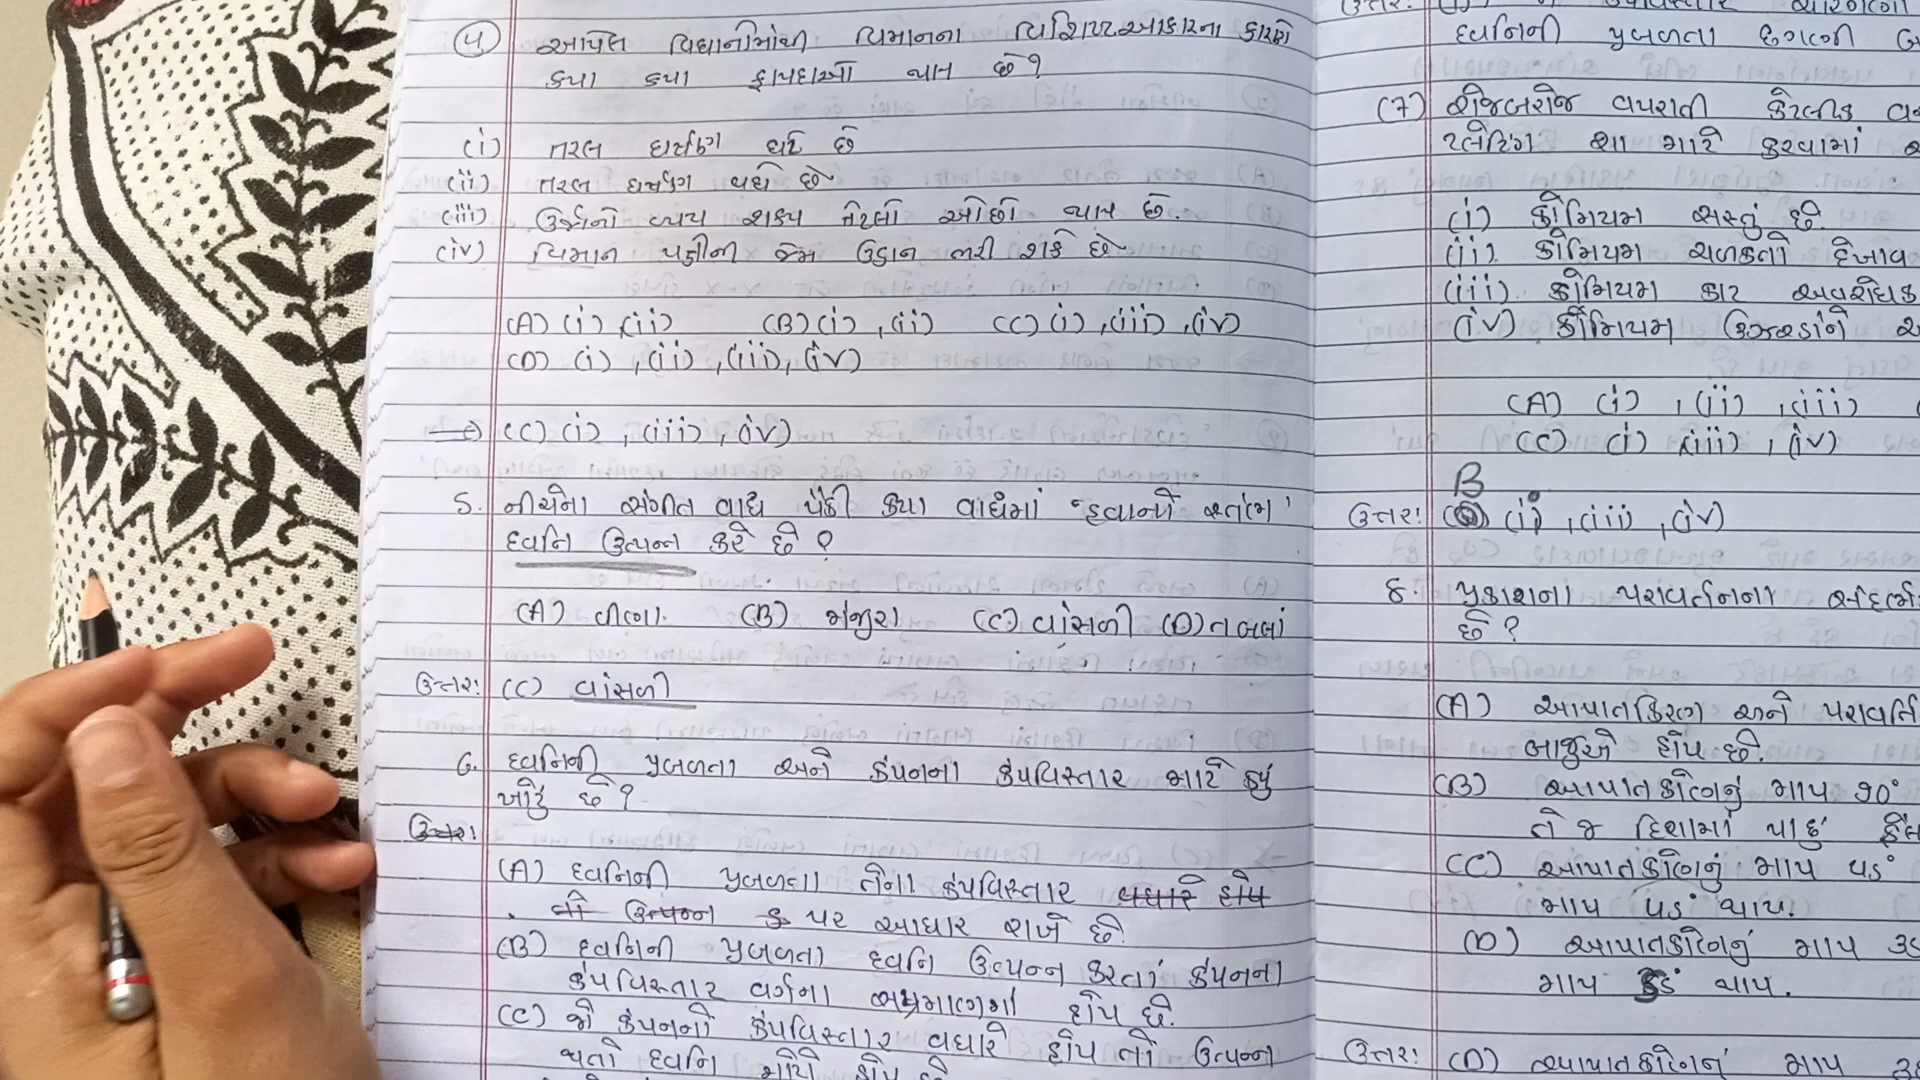 (૫) આપેલ વિધાનોમાંથી વિમાનના વિશિષ્ટ આકારના કારણે
કયા કયા ફાયદાઓ થાય છે?
(i) તરલ ઘર્ષણ ઘટે છે
(ii) તરલ ઘર્ષણ વધે છે
(iii) ઉર્જાનો વ્યય શક્ય તેટલો ઓછો થાય છે.
(iv) વિમાન પક્ષીની જેમ ઉડ્ડાન ભરી શકે છે
(A) (i) (ii) (B) (i), (ii) (C) (i), (iii), (iv)
(D) (i), (ii), (iii), (iv)
→ (C) (i), (iii), (iv)
5. નીચેના સંગીત વાદ્ય પૈકી ક્યા વાદ્યમાં "હવાનો સ્તંભ'
ધ્વનિ ઉત્પન્ન કરે છે?
(A) વીણા. (B) મંજીરા (C) વાંસળી (D) તબલાં
ઉત્તર: (C) વાંસળી
6. ધ્વનિની પ્રબળતા અને કંપનના કંપવિસ્તાર માટે કયું
ખોટું છે?
ઉત્તર:
(A) ધ્વનિની પ્રબળતા તેના કંપવિસ્તાર વધારે હોય
તો ઉત્પન્ન ક પર આધાર રાખે છે.
(B) ધ્વનિની પ્રબળતા ધ્વનિ ઉત્પન્ન કરતાં કંપનના
કંપવિસ્તાર વર્ગના સમપ્રમાણમાં હોય છે.
(C) જો કંપનનો કંપવિસ્તાર વધારે હોય તો ઉત્પન્ન
થતો ધ્વનિ મોટો હોય છે
ઉત્તર:
ધ્વનિની પ્રબળતા
(7) રોજબરોજ વપરાતી કેટલીક
પ્લેટિંગ શા માટે કરવામાં
(i) ક્રોમિયમ સસ્તું છે.
(ii). ક્રોમિયમ ચળકતો દેખાવ
(iii). ક્રોમિયમ કાટ અવરોધક
(iv) ક્રોમિયમ ઉઝરડાંને
(A) (i), (ii), (iii)
(C) (i) (iii), (iv)
B
ઉત્તર: (i), (iii), (iv)
8. પ્રકાશના પરાવર્તનના
છે?
(A) આપાતકિરણ અને
બાજુએ હોય છે.
(B) આપાતકોણનું માપ 90°
તે જ દિશામાં પાછું
(C) આપાતકોણનું માપ
માપ થાય.
(D) આપાતકોણનું માપ
માપ થાય.
ઉત્તર: (D) આપાતકોણનું માપ